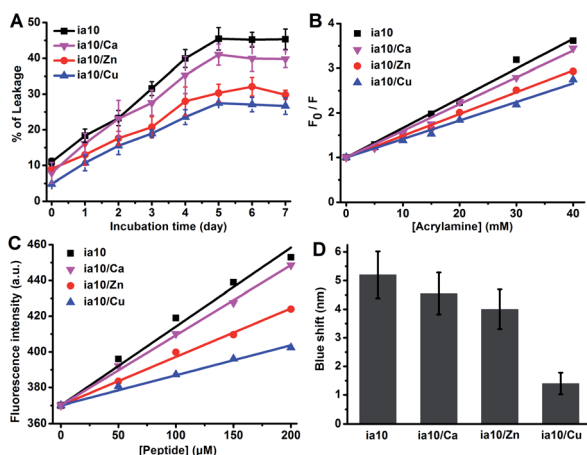 A
% of Leakage
50
40
30
20
10
0
ia10
ia10/Ca
ia10/Zn
ia10/Cu
0 1 2 3 4 5 6 7
Incubation time (day)
B
F0 / F
4
3
2
1
0
ia10
ia10/Ca
ia10/Zn
ia10/Cu
0 10 20 30 40
[Acrylamine] (mM)
C
Fluorescence intensity (a.u.)
460
430
400
370
360
ia10
ia10/Ca
ia10/Zn
ia10/Cu
0 50 100 150 200
[Peptide] (µM)
D
Blue shift (nm)
6
5
4
3
2
1
0
ia10 ia10/Ca ia10/Zn ia10/Cu